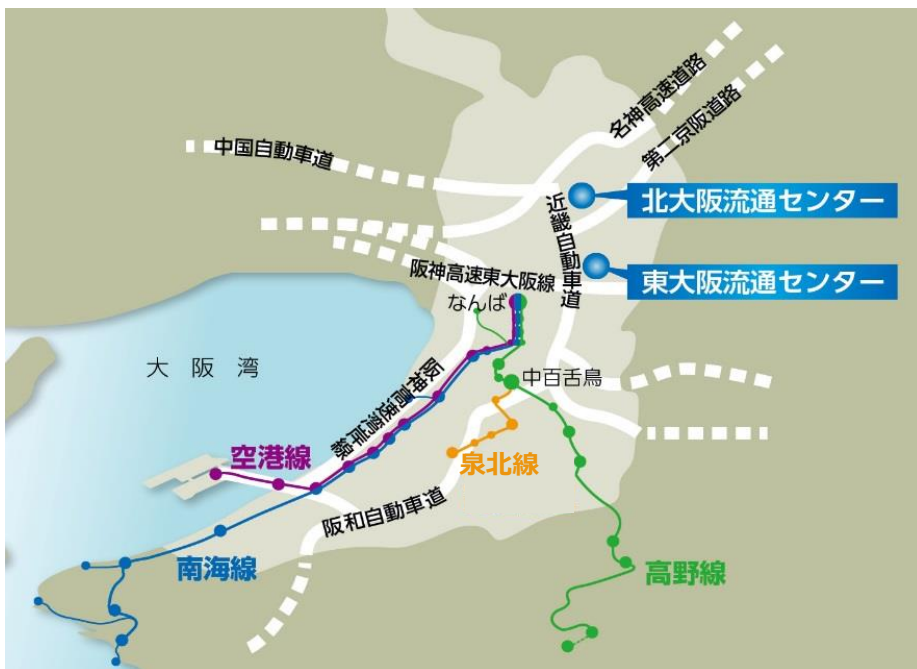 名神高速道路
第二京阪道路
中国自動車道
北大阪流通センター
近畿自動車道
阪神高速東大阪線
東大阪流通センター
なんば
大阪湾
中百舌鳥
阪神高速湾岸線
空港線
泉北線
阪和自動車道
南海線
高野線